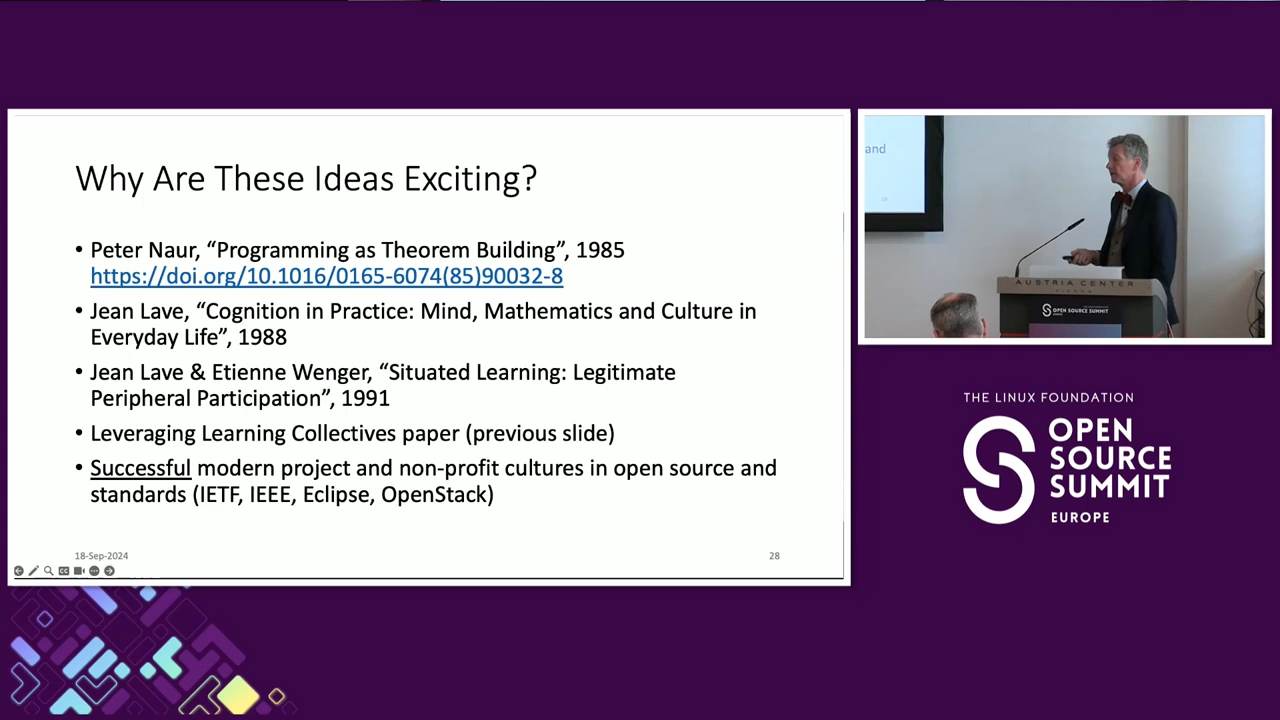 Why Are These Ideas Exciting?
• Peter Naur, “Programming as Theorem Building”, 1985
https://doi.org/10.1016/0165-6074(85)90032-8
• Jean Lave, “Cognition in Practice: Mind, Mathematics and Culture in
Everyday Life”, 1988
• Jean Lave & Etienne Wenger, “Situated Learning: Legitimate
Peripheral Participation”, 1991
• Leveraging Learning Collectives paper (previous slide)
• Successful modern project and non-profit cultures in open source and
standards (IETF, IEEE, Eclipse, OpenStack)
18-Sep-2024
28
and
AUSTRIA CENTER
OPEN SOURCE SUMMIT
THE LINUX FOUNDATION
OPEN
SOURCE
SUMMIT
EUROPE